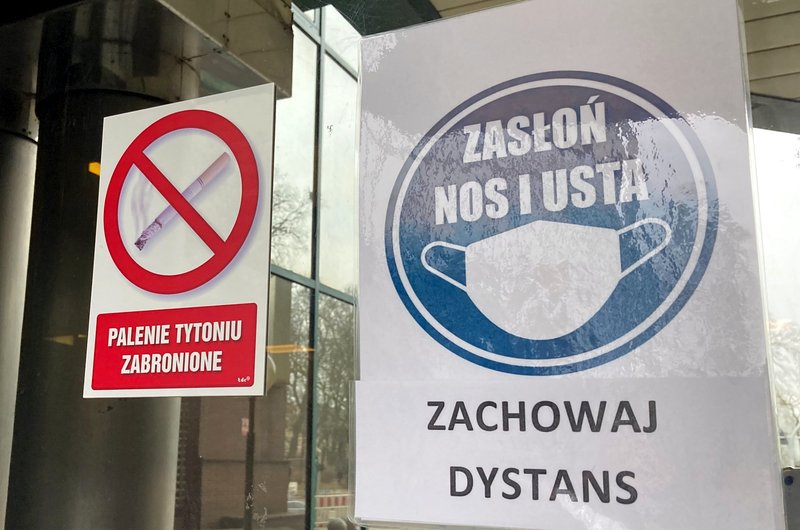 PALENIE TYTONIU
ZABRONIONE
ZASŁOŃ
NOS I USTA
ZACHOWAJ
DYSTANS